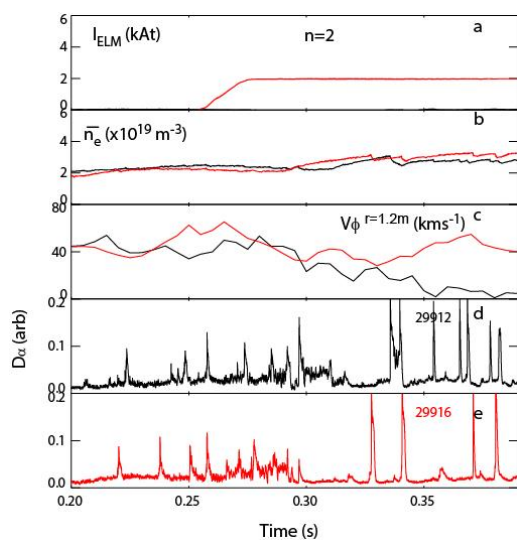 6
I_ELM (kAt)
n=2
a
4
2
0
6
n̅e (x10^19 m^-3)
b
4
2
0
80
Vϕ r=1.2m (kms^-1)
c
40
0
0.2
29912
d
0.1
0.0
0.2
29916
e
0.1
0.0
Dα (arb)
0.20
0.25
0.30
0.35
Time (s)